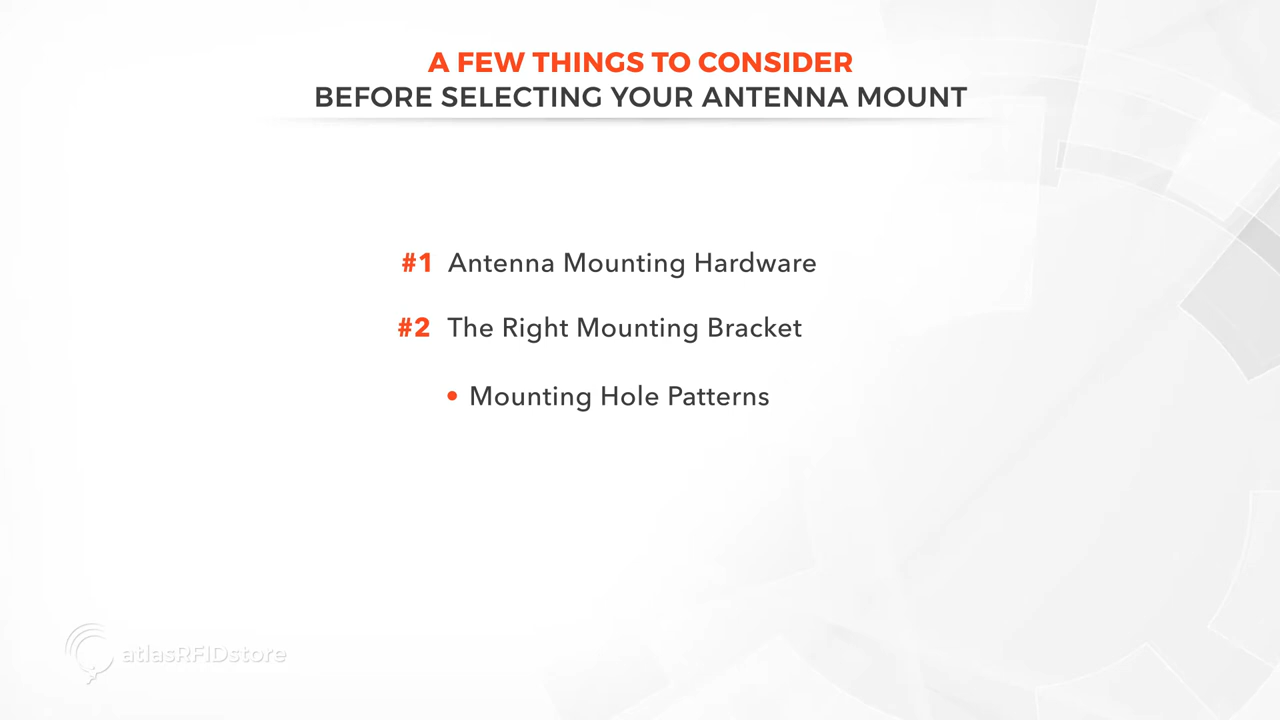 A FEW THINGS TO CONSIDER
BEFORE SELECTING YOUR ANTENNA MOUNT
#1 Antenna Mounting Hardware
#2 The Right Mounting Bracket
• Mounting Hole Patterns
atlasRFIDstore